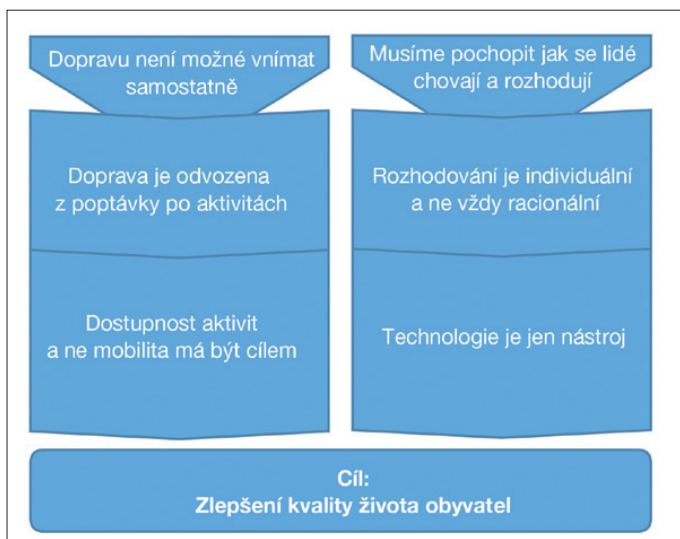 Dopravu není možné vnímat
samostatně
Doprava je odvozena
z poptávky po aktivitách
Dostupnost aktivit
a ne mobilita má být cílem
Musíme pochopit jak se lidé
chovají a rozhodují
Rozhodování je individuální
a ne vždy racionální
Technologie je jen nástroj
Cíl:
Zlepšení kvality života obyvatel